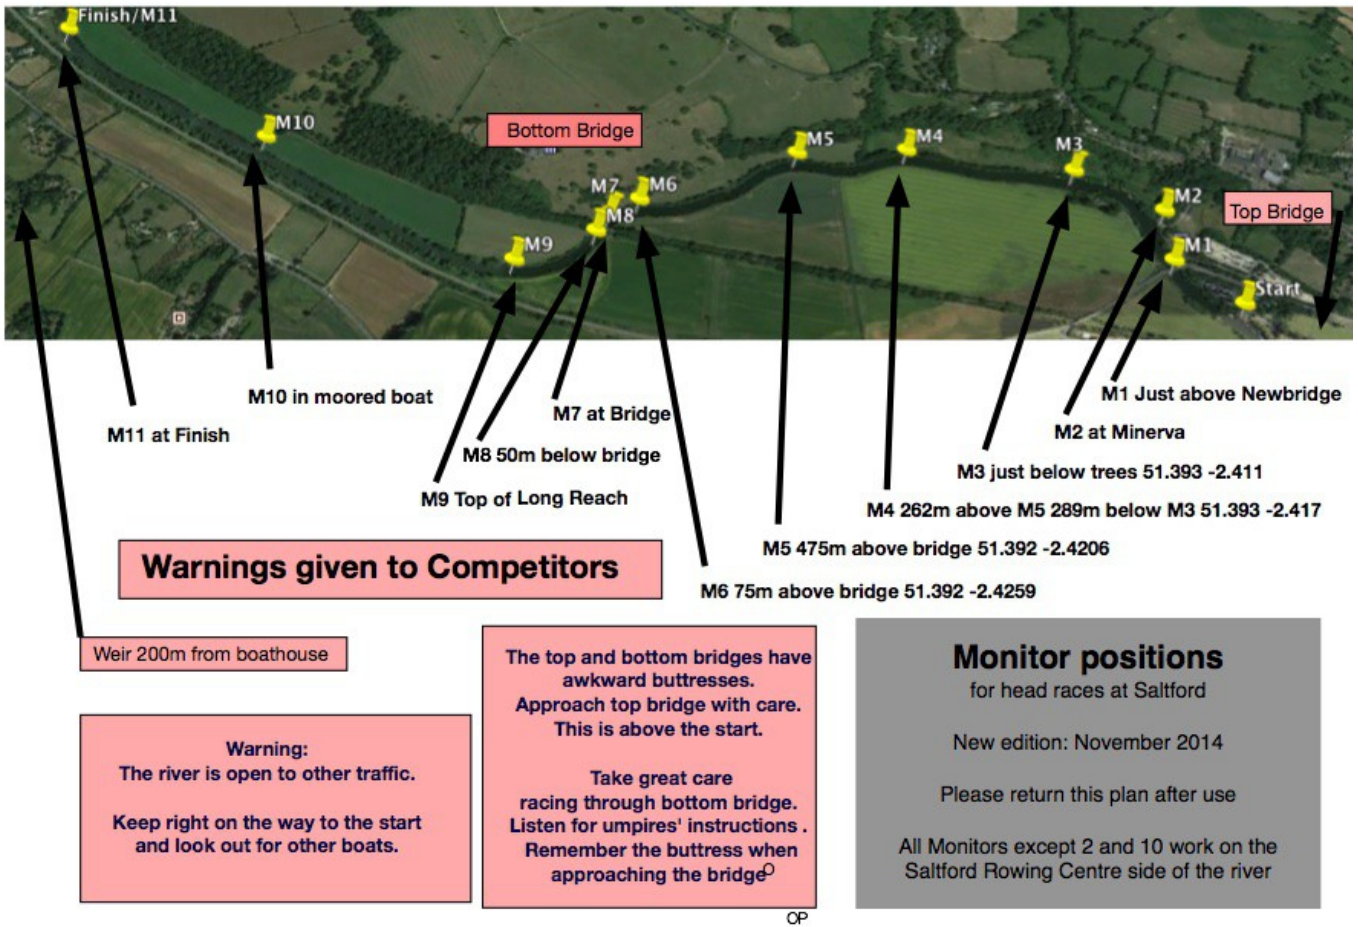 Finish/M11
M10
Bottom Bridge
M5
M4
M3
M7
M6
M8
M9
M2
Top Bridge
M1
Start
M10 in moored boat
M11 at Finish
M7 at Bridge
M8 50m below bridge
M9 Top of Long Reach
M1 Just above Newbridge
M2 at Minerva
M3 just below trees 51.393 -2.411
M4 262m above M5 289m below M3 51.393 -2.417
M5 475m above bridge 51.392 -2.4206
M6 75m above bridge 51.392 -2.4259
Warnings given to Competitors
Weir 200m from boathouse
Warning:
The river is open to other traffic.
Keep right on the way to the start
and look out for other boats.
The top and bottom bridges have
awkward buttresses.
Approach top bridge with care.
This is above the start.
Take great care
racing through bottom bridge.
Listen for umpires' instructions .
Remember the buttress when
approaching the bridge
O
OP
Monitor positions
for head races at Saltford
New edition: November 2014
Please return this plan after use
All Monitors except 2 and 10 work on the
Saltford Rowing Centre side of the river